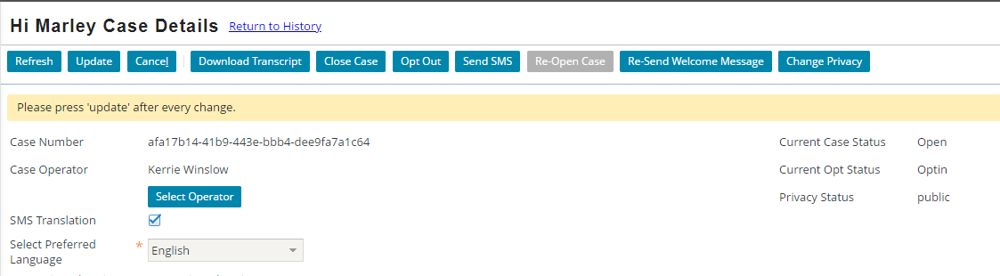 Hi Marley Case Details Return to History
Refresh Update Cancel Download Transcript Close Case Opt Out Send SMS Re-Open Case Re-Send Welcome Message Change Privacy
Please press 'update' after every change.
Case Number afa17b14-41b9-443e-bbb4-dee9fa7a1c64 Current Case Status Open
Case Operator Kerrie Winslow Current Opt Status Optin
Select Operator Privacy Status public
SMS Translation
Select Preferred * English
Language